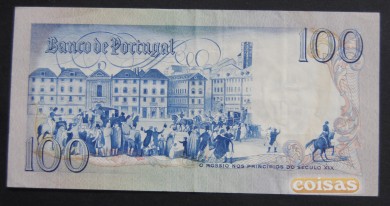 Banco de Portugal
100
100
O ROSSIO NOS PRINCÍPIOS DO SÉCULO XIX
coisas